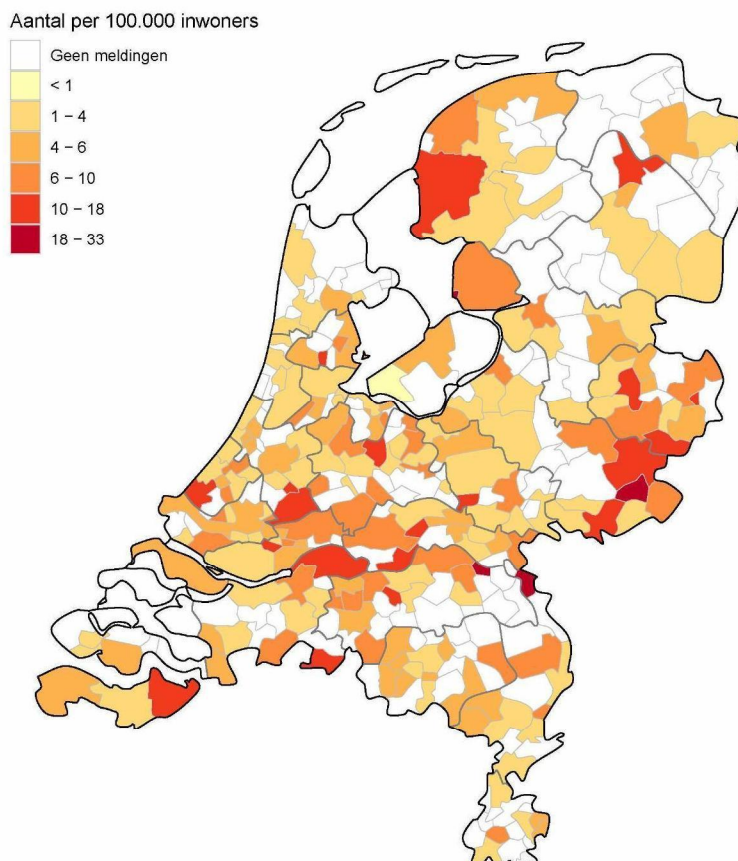 Aantal per 100.000 inwoners
Geen meldingen
< 1
1 – 4
4 – 6
6 – 10
10 – 18
18 – 33